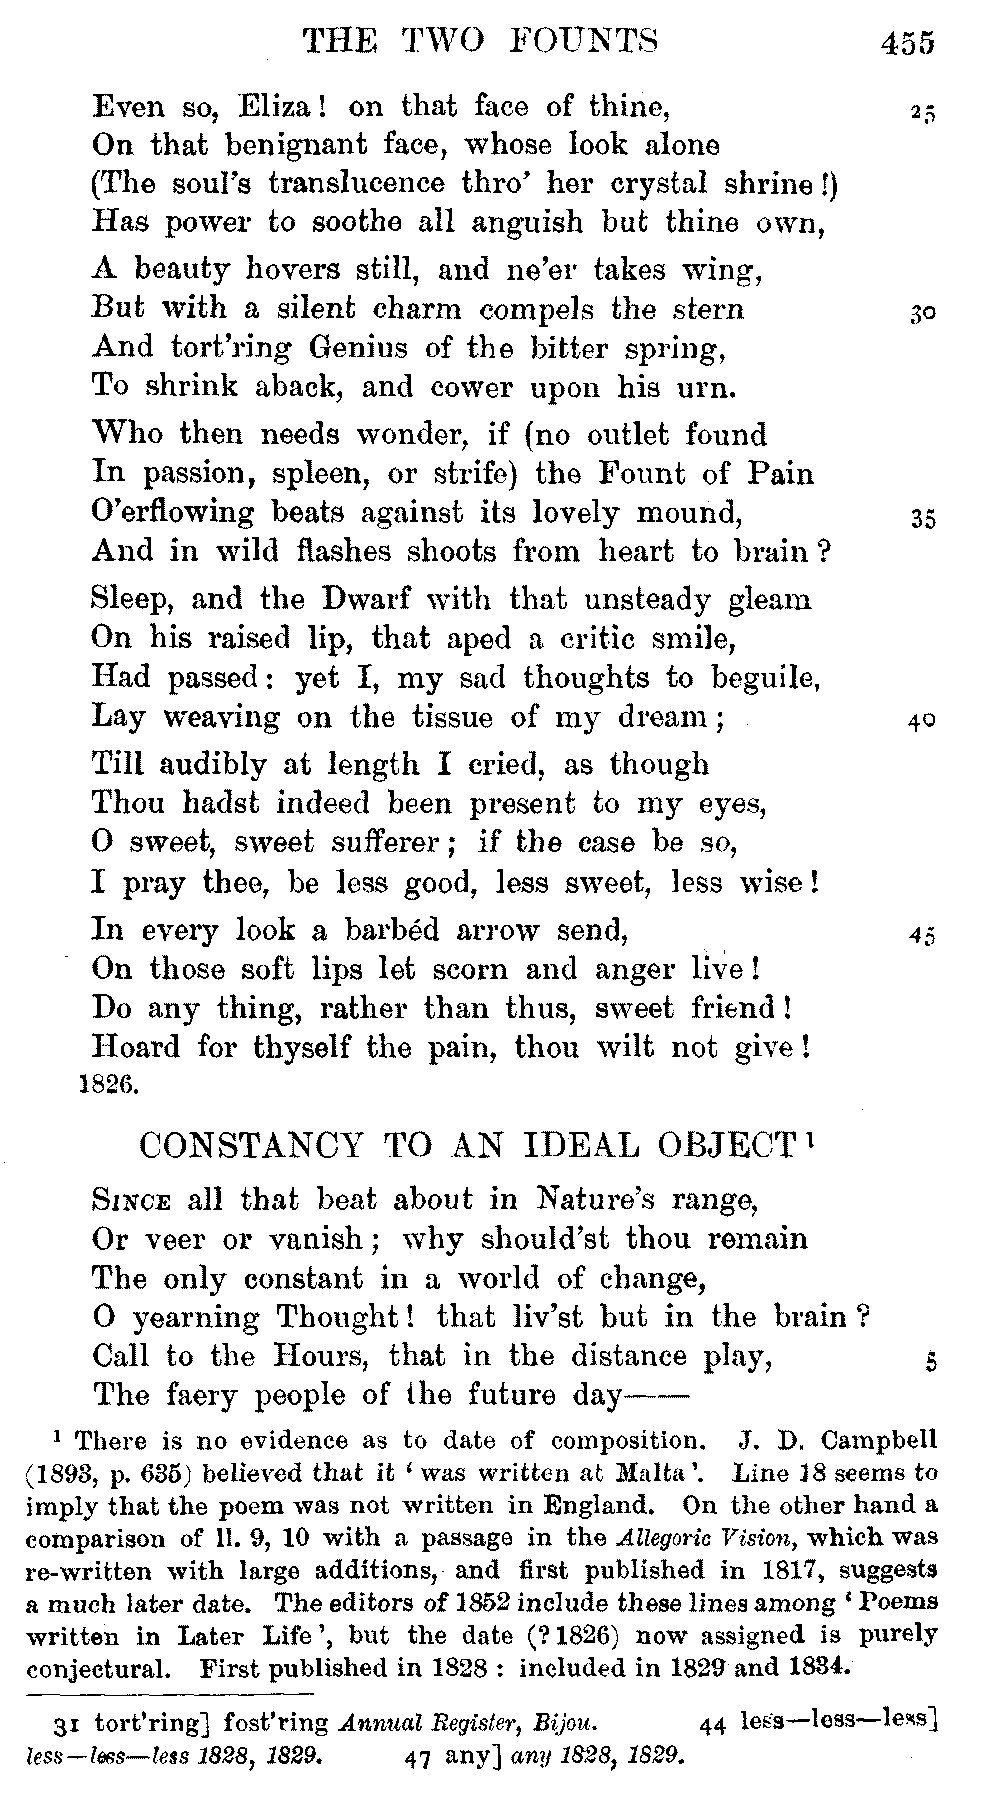 THE TWO FOUNTS 455
Even so, Eliza! on that face of thine, 25
On that benignant face, whose look alone
(The soul's translucence thro' her crystal shrine!)
Has power to soothe all anguish but thine own,
A beauty hovers still, and ne'er takes wing,
But with a silent charm compels the stern 30
And tort'ring Genius of the bitter spring,
To shrink aback, and cower upon his urn.
Who then needs wonder, if (no outlet found
In passion, spleen, or strife) the Fount of Pain
O'erflowing beats against its lovely mound, 35
And in wild flashes shoots from heart to brain?
Sleep, and the Dwarf with that unsteady gleam
On his raised lip, that aped a critic smile,
Had passed: yet I, my sad thoughts to beguile,
Lay weaving on the tissue of my dream; 40
Till audibly at length I cried, as though
Thou hadst indeed been present to my eyes,
O sweet, sweet sufferer; if the case be so,
I pray thee, be less good, less sweet, less wise!
In every look a barbéd arrow send, 45
On those soft lips let scorn and anger live!
Do any thing, rather than thus, sweet friend!
Hoard for thyself the pain, thou wilt not give!
1826.
CONSTANCY TO AN IDEAL OBJECT¹
SINCE all that beat about in Nature's range,
Or veer or vanish; why should'st thou remain
The only constant in a world of change,
O yearning Thought! that liv'st but in the brain?
Call to the Hours, that in the distance play, 5
The faery people of the future day——
¹ There is no evidence as to date of composition. J. D. Campbell
(1893, p. 635) believed that it 'was written at Malta'. Line 18 seems to
imply that the poem was not written in England. On the other hand a
comparison of ll. 9, 10 with a passage in the Allegoric Vision, which was
re-written with large additions, and first published in 1817, suggests
a much later date. The editors of 1852 include these lines among 'Poems
written in Later Life', but the date (?1826) now assigned is purely
conjectural. First published in 1828: included in 1829 and 1834.
31 tort'ring] fost'ring Annual Register, Bijou. 44 less—less—less]
less—less—less 1828, 1829. 47 any] any 1828, 1829.